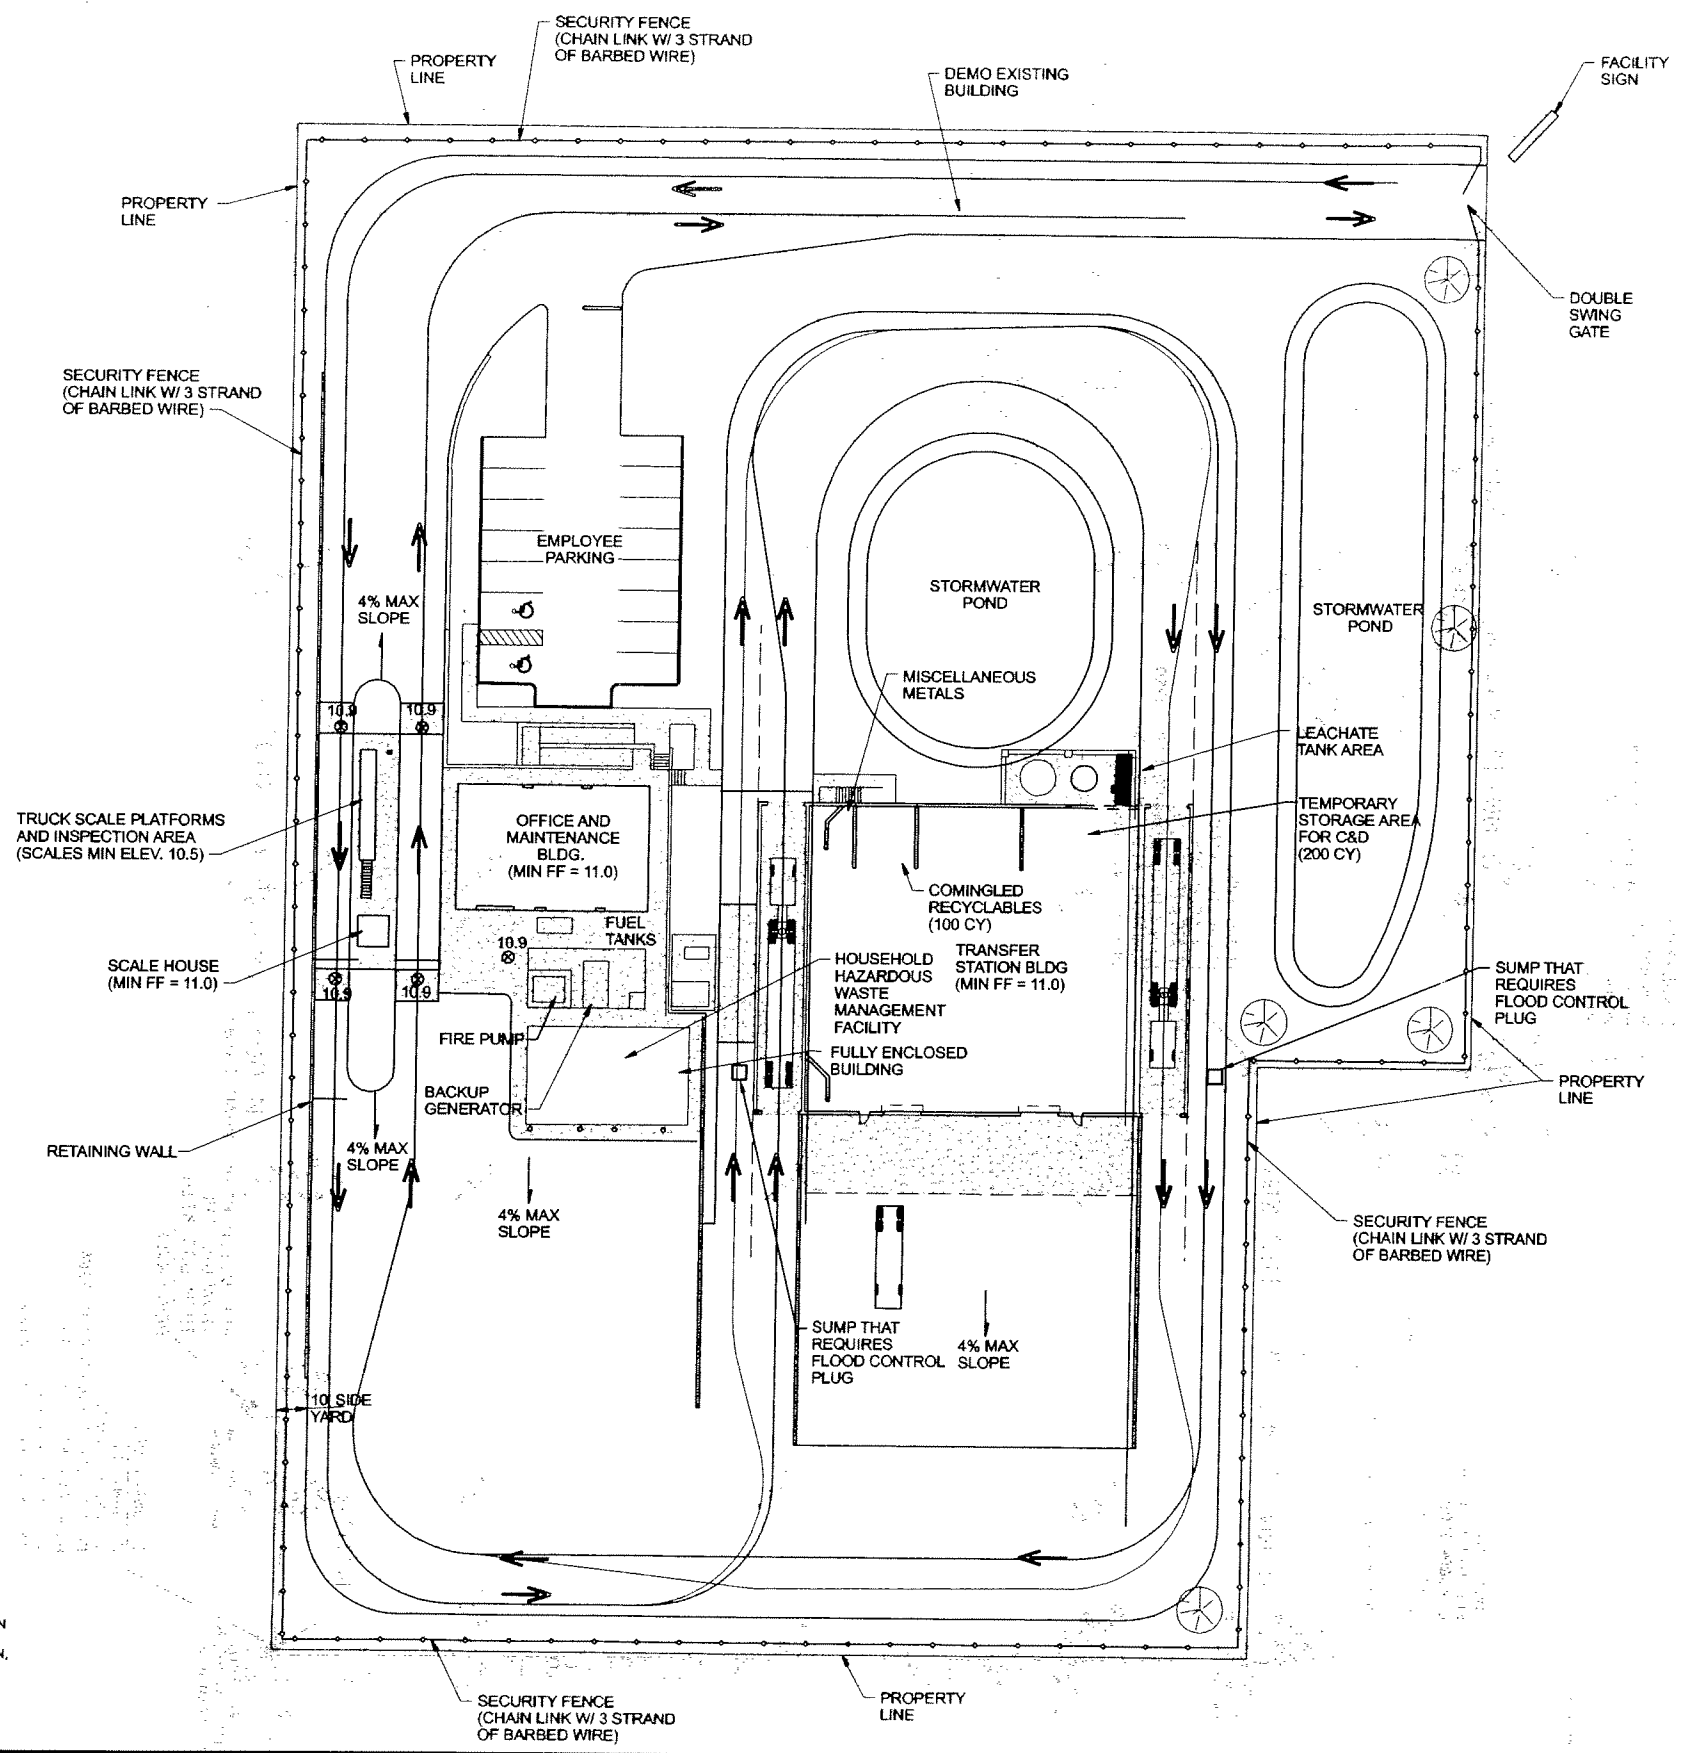 SECURITY FENCE
(CHAIN LINK W/ 3 STRAND
OF BARBED WIRE)
PROPERTY
LINE
DEMO EXISTING
BUILDING
FACILITY
SIGN
PROPERTY
LINE
DOUBLE
SWING
GATE
SECURITY FENCE
(CHAIN LINK W/ 3 STRAND
OF BARBED WIRE)
EMPLOYEE
PARKING
STORMWATER
POND
STORMWATER
POND
4% MAX
SLOPE
MISCELLANEOUS
METALS
10.9
10.9
LEACHATE
TANK AREA
TRUCK SCALE PLATFORMS
AND INSPECTION AREA
(SCALES MIN ELEV. 10.5)
OFFICE AND
MAINTENANCE
BLDG.
(MIN FF = 11.0)
TEMPORARY
STORAGE AREA
FOR C&D
(200 CY)
COMINGLED
RECYCLABLES
(100 CY)
FUEL
TANKS
10.9
SCALE HOUSE
(MIN FF = 11.0)
10.9
10.9
HOUSEHOLD
HAZARDOUS
WASTE
MANAGEMENT
FACILITY
TRANSFER
STATION BLDG
(MIN FF = 11.0)
SUMP THAT
REQUIRES
FLOOD CONTROL
PLUG
FIRE PUMP
FULLY ENCLOSED
BUILDING
BACKUP
GENERATOR
PROPERTY
LINE
RETAINING WALL
4% MAX
SLOPE
4% MAX
SLOPE
SECURITY FENCE
(CHAIN LINK W/ 3 STRAND
OF BARBED WIRE)
SUMP THAT
REQUIRES
FLOOD CONTROL
PLUG
4% MAX
SLOPE
10' SIDE
YARD
SECURITY FENCE
(CHAIN LINK W/ 3 STRAND
OF BARBED WIRE)
PROPERTY
LINE